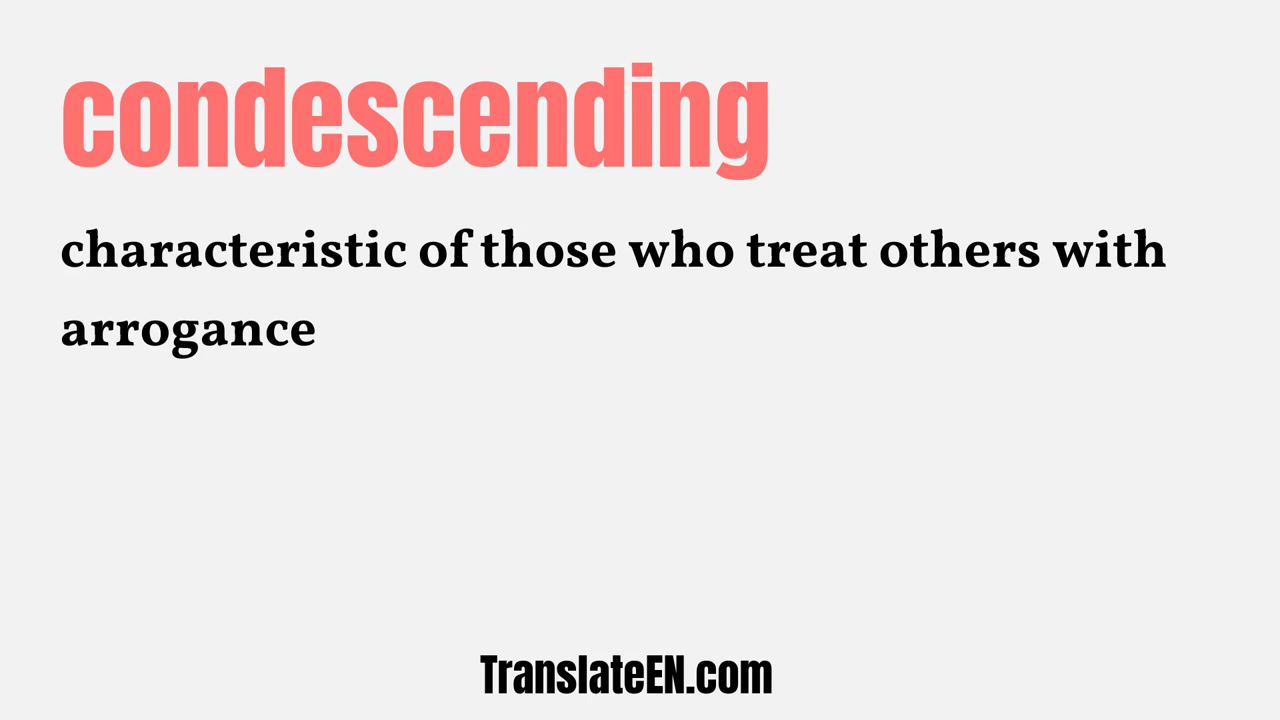 condescending
characteristic of those who treat others with
arrogance
TranslateEN.com